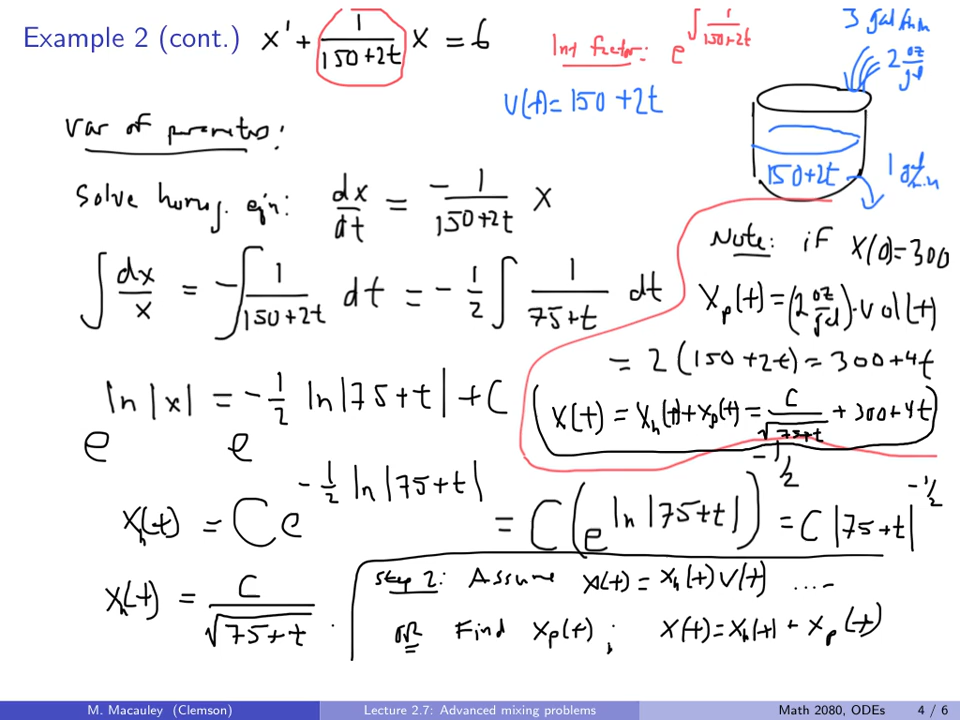 Example 2 (cont.) x' + 1/(150+2t) x = 6
Int factor: e^∫ 1/(150+2t)
3 gal/min
2 oz/gal
V(t) = 150 + 2t
150+2t
1 gal/min
Var of
Solve homog. eqn: dx/dt = -1/(150+2t) x
∫ dx/x = -∫ 1/(150+2t) dt = -1/2 ∫ 1/(75+t) dt
ln|x| = -1/2 ln|75+t| + C
e e
x_h(t) = C e^(-1/2 ln|75+t|) = C (e^(ln|75+t|))^(-1/2) = C |75+t|^(-1/2)
x_h(t) = C/√(75+t) .
Note: if x(0)=300
x_p(t) = (2 oz/gal) · vol(t)
= 2(150+2t) = 300+4t
x(t) = x_h(t) + x_p(t) = C/√(75+t) + 300+4t
Step 2: Assume x(t) = x_h(t) v(t) ....
OR Find x_p(t); x(t) = x_h(t) + x_p(t)
M. Macauley (Clemson) Lecture 2.7: Advanced mixing problems Math 2080, ODEs 4 / 6